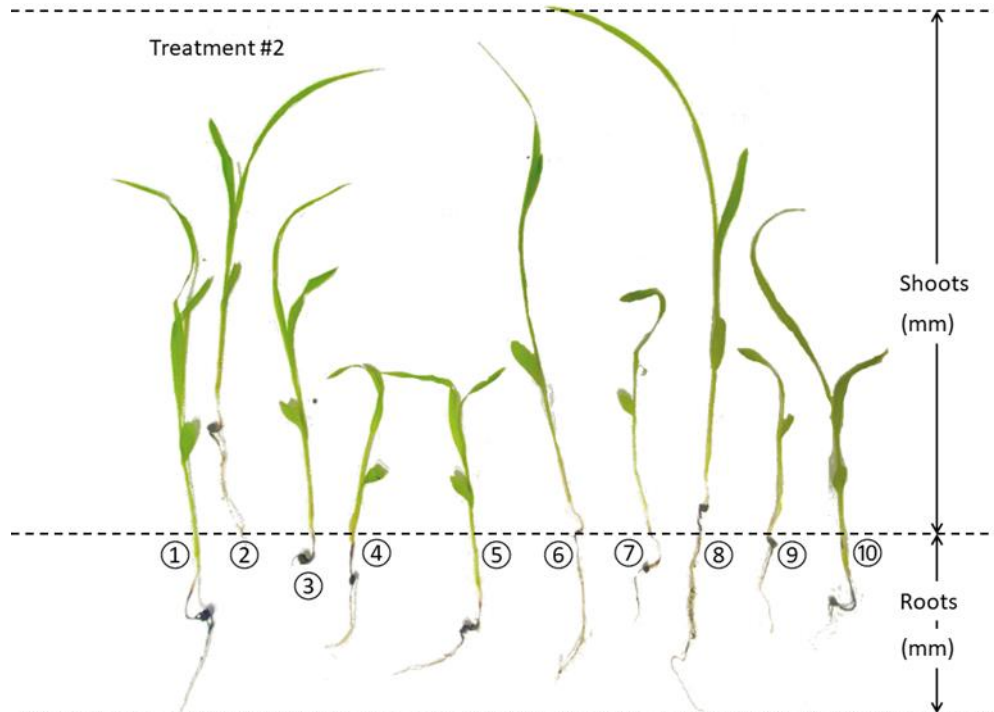 Treatment #2
Shoots
(mm)
① ② ③ ④ ⑤ ⑥ ⑦ ⑧ ⑨ ⑩
Roots
(mm)